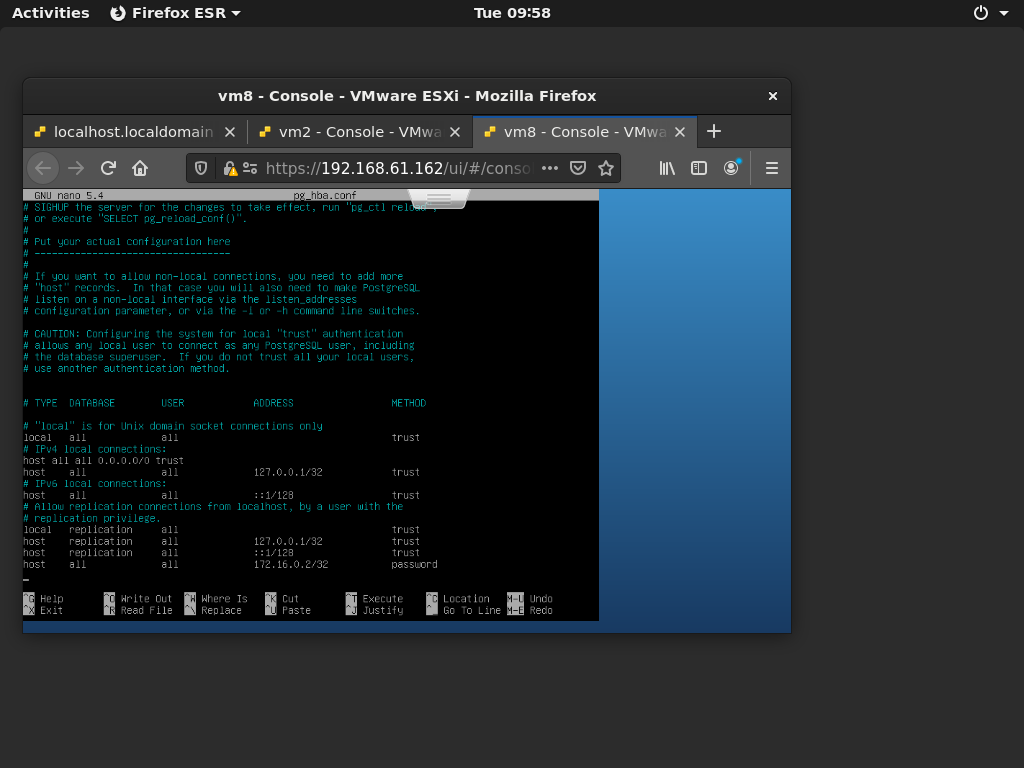 Activities Firefox ESR Tue 09:58
vm8 - Console - VMware ESXi - Mozilla Firefox
localhost.localdomain vm2 - Console - VMwa vm8 - Console - VMwa
https://192.168.61.162/ui/#/conso
GNU nano 5.4 pg_hba.conf
# SIGHUP the server for the changes to take effect, run "pg_ctl reload",
# or execute "SELECT pg_reload_conf()".
#
# Put your actual configuration here
# ----------------------------------
#
# If you want to allow non-local connections, you need to add more
# "host" records.  In that case you will also need to make PostgreSQL
# listen on a non-local interface via the listen_addresses
# configuration parameter, or via the -i or -h command line switches.
# CAUTION: Configuring the system for local "trust" authentication
# allows any local user to connect as any PostgreSQL user, including
# the database superuser.  If you do not trust all your local users,
# use another authentication method.
# TYPE  DATABASE        USER            ADDRESS                 METHOD
# "local" is for Unix domain socket connections only
local   all             all                                     trust
# IPv4 local connections:
host all all 0.0.0.0/0 trust
host    all             all             127.0.0.1/32            trust
# IPv6 local connections:
host    all             all             ::1/128                 trust
# Allow replication connections from localhost, by a user with the
# replication privilege.
local   replication     all                                     trust
host    replication     all             127.0.0.1/32            trust
host    replication     all             ::1/128                 trust
host    all             all             172.16.0.2/32           password
^G Help ^O Write Out ^W Where Is ^K Cut ^T Execute ^C Location M-U Undo
^X Exit ^R Read File ^\ Replace ^U Paste ^J Justify ^_ Go To Line M-E Redo